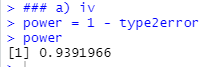 > ### a) iv
> power = 1 - type2error
> power
[1] 0.9391966
>